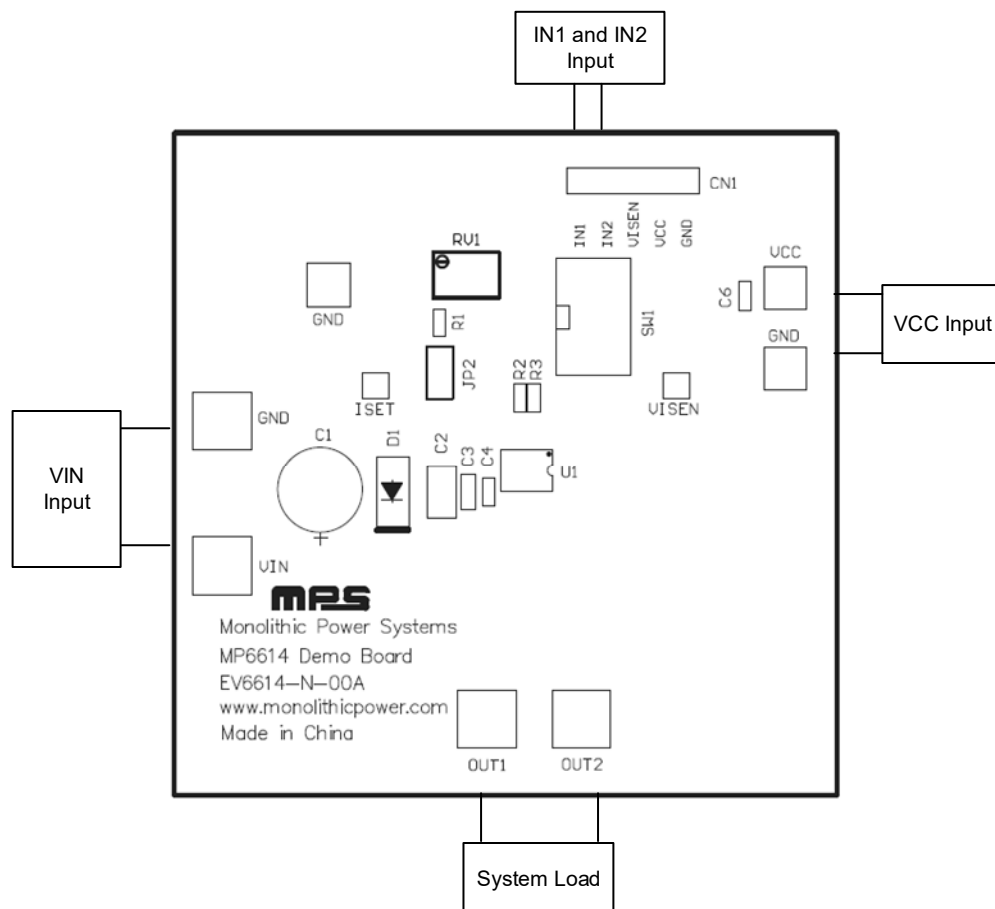 IN1 and IN2
Input
CN1
IN1
IN2
VISEN
VCC
GND
RV1
VCC
GND
C6
SW1
VCC Input
R1
GND
JP2
R2
R3
ISET
VISEN
GND
C1
D1
C2
C3
C4
U1
VIN
Input
+
VIN
MPS
Monolithic Power Systems
MP6614 Demo Board
EV6614-N-00A
www.monolithicpower.com
Made in China
OUT1
OUT2
System Load